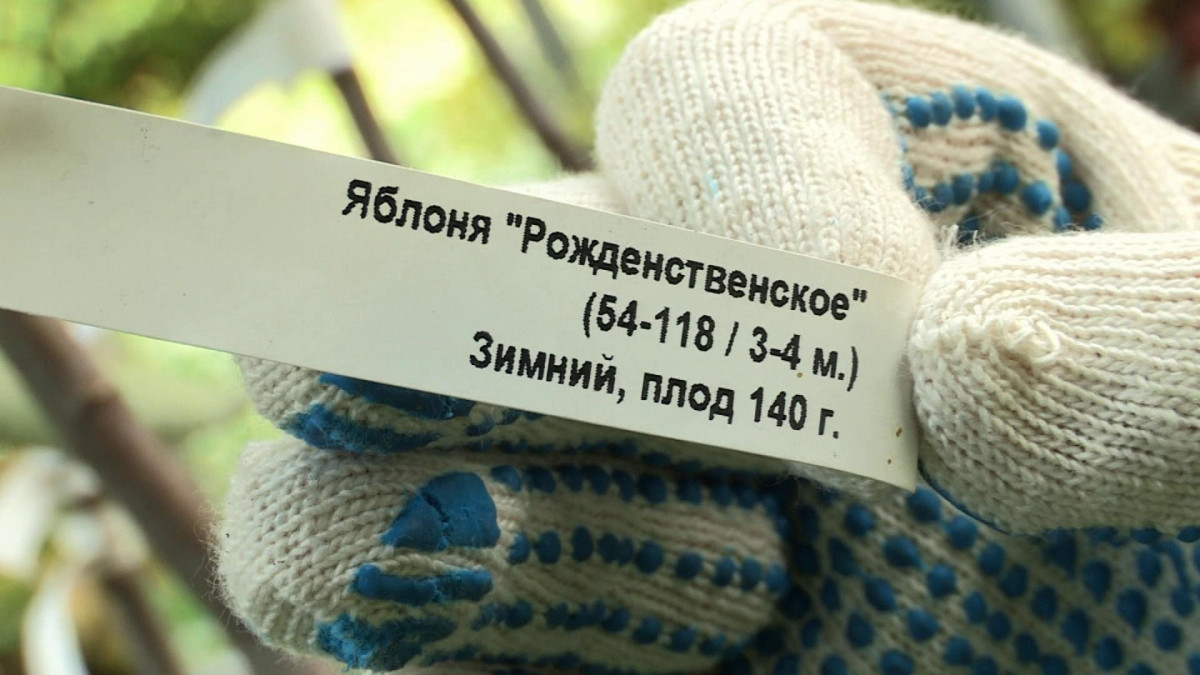 Яблоня "Рожденственское"
(54-118 / 3-4 м.)
Зимний, плод 140 г.